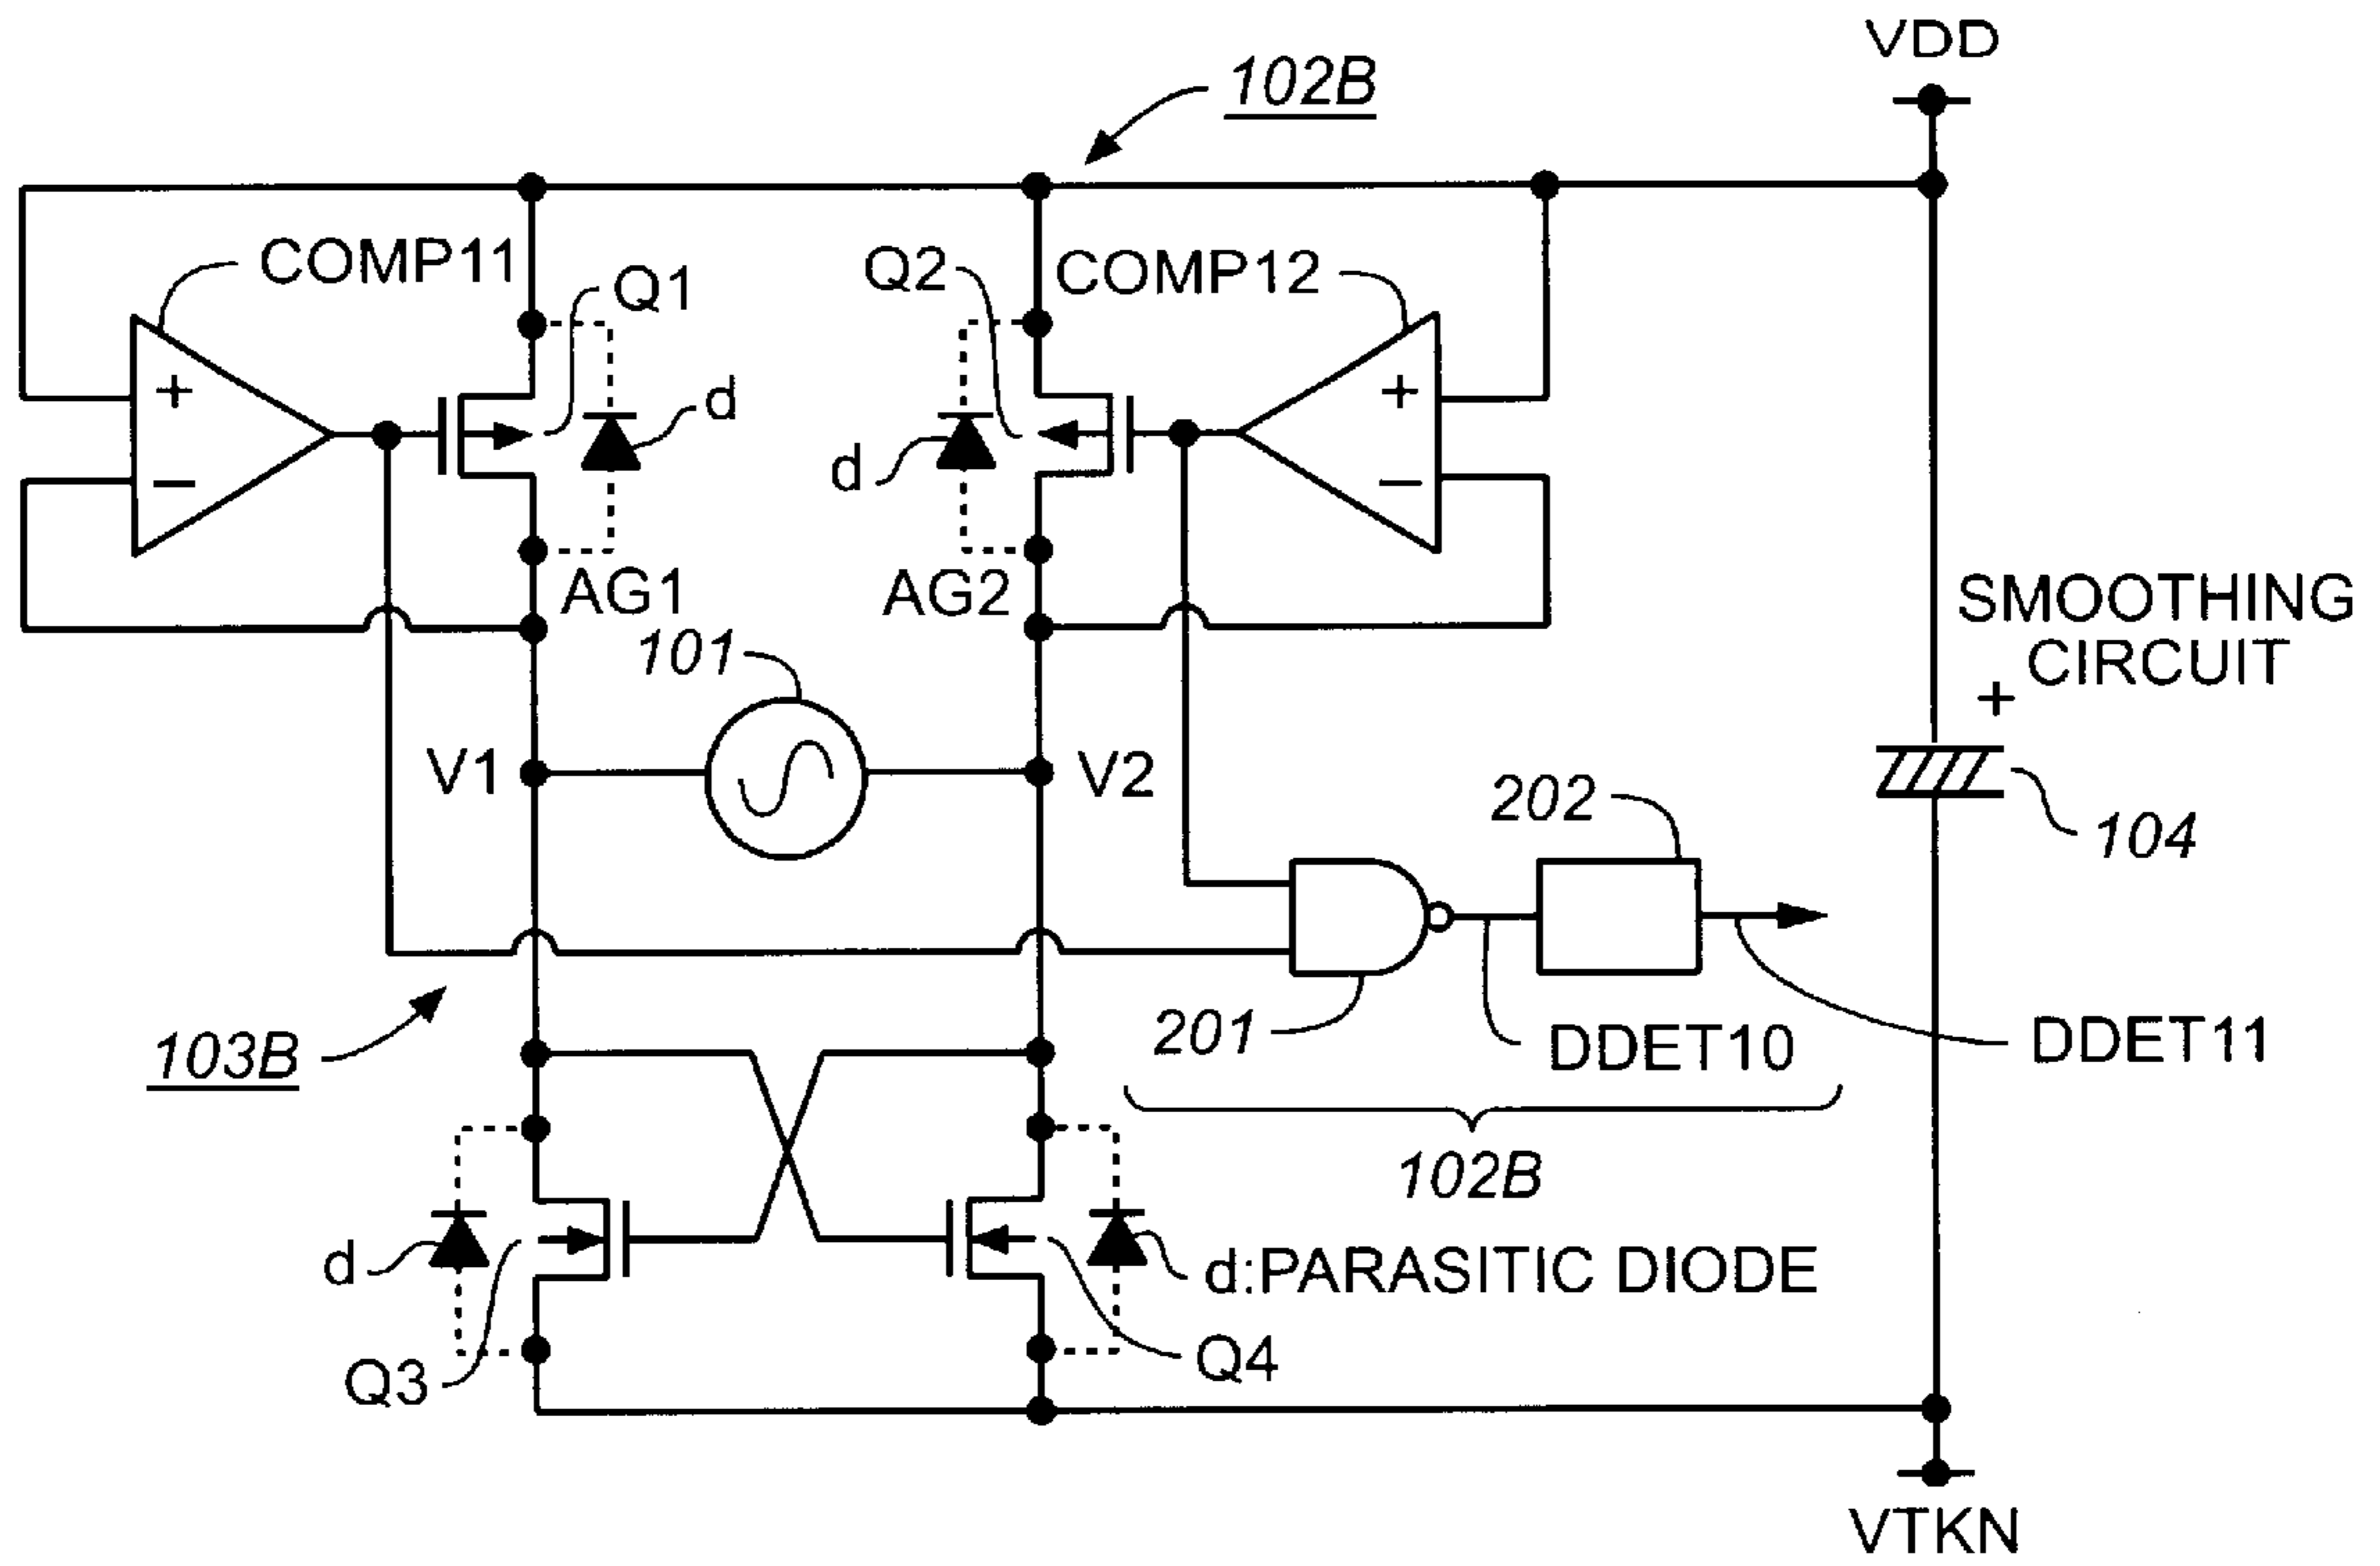 VDD
102B
COMP11
Q1
Q2
COMP12
+
−
d
d
+
−
AG1
AG2
101
SMOOTHING
CIRCUIT
+
V1
V2
202
104
201
DDET10
DDET11
103B
102B
d
d:PARASITIC DIODE
Q3
Q4
VTKN